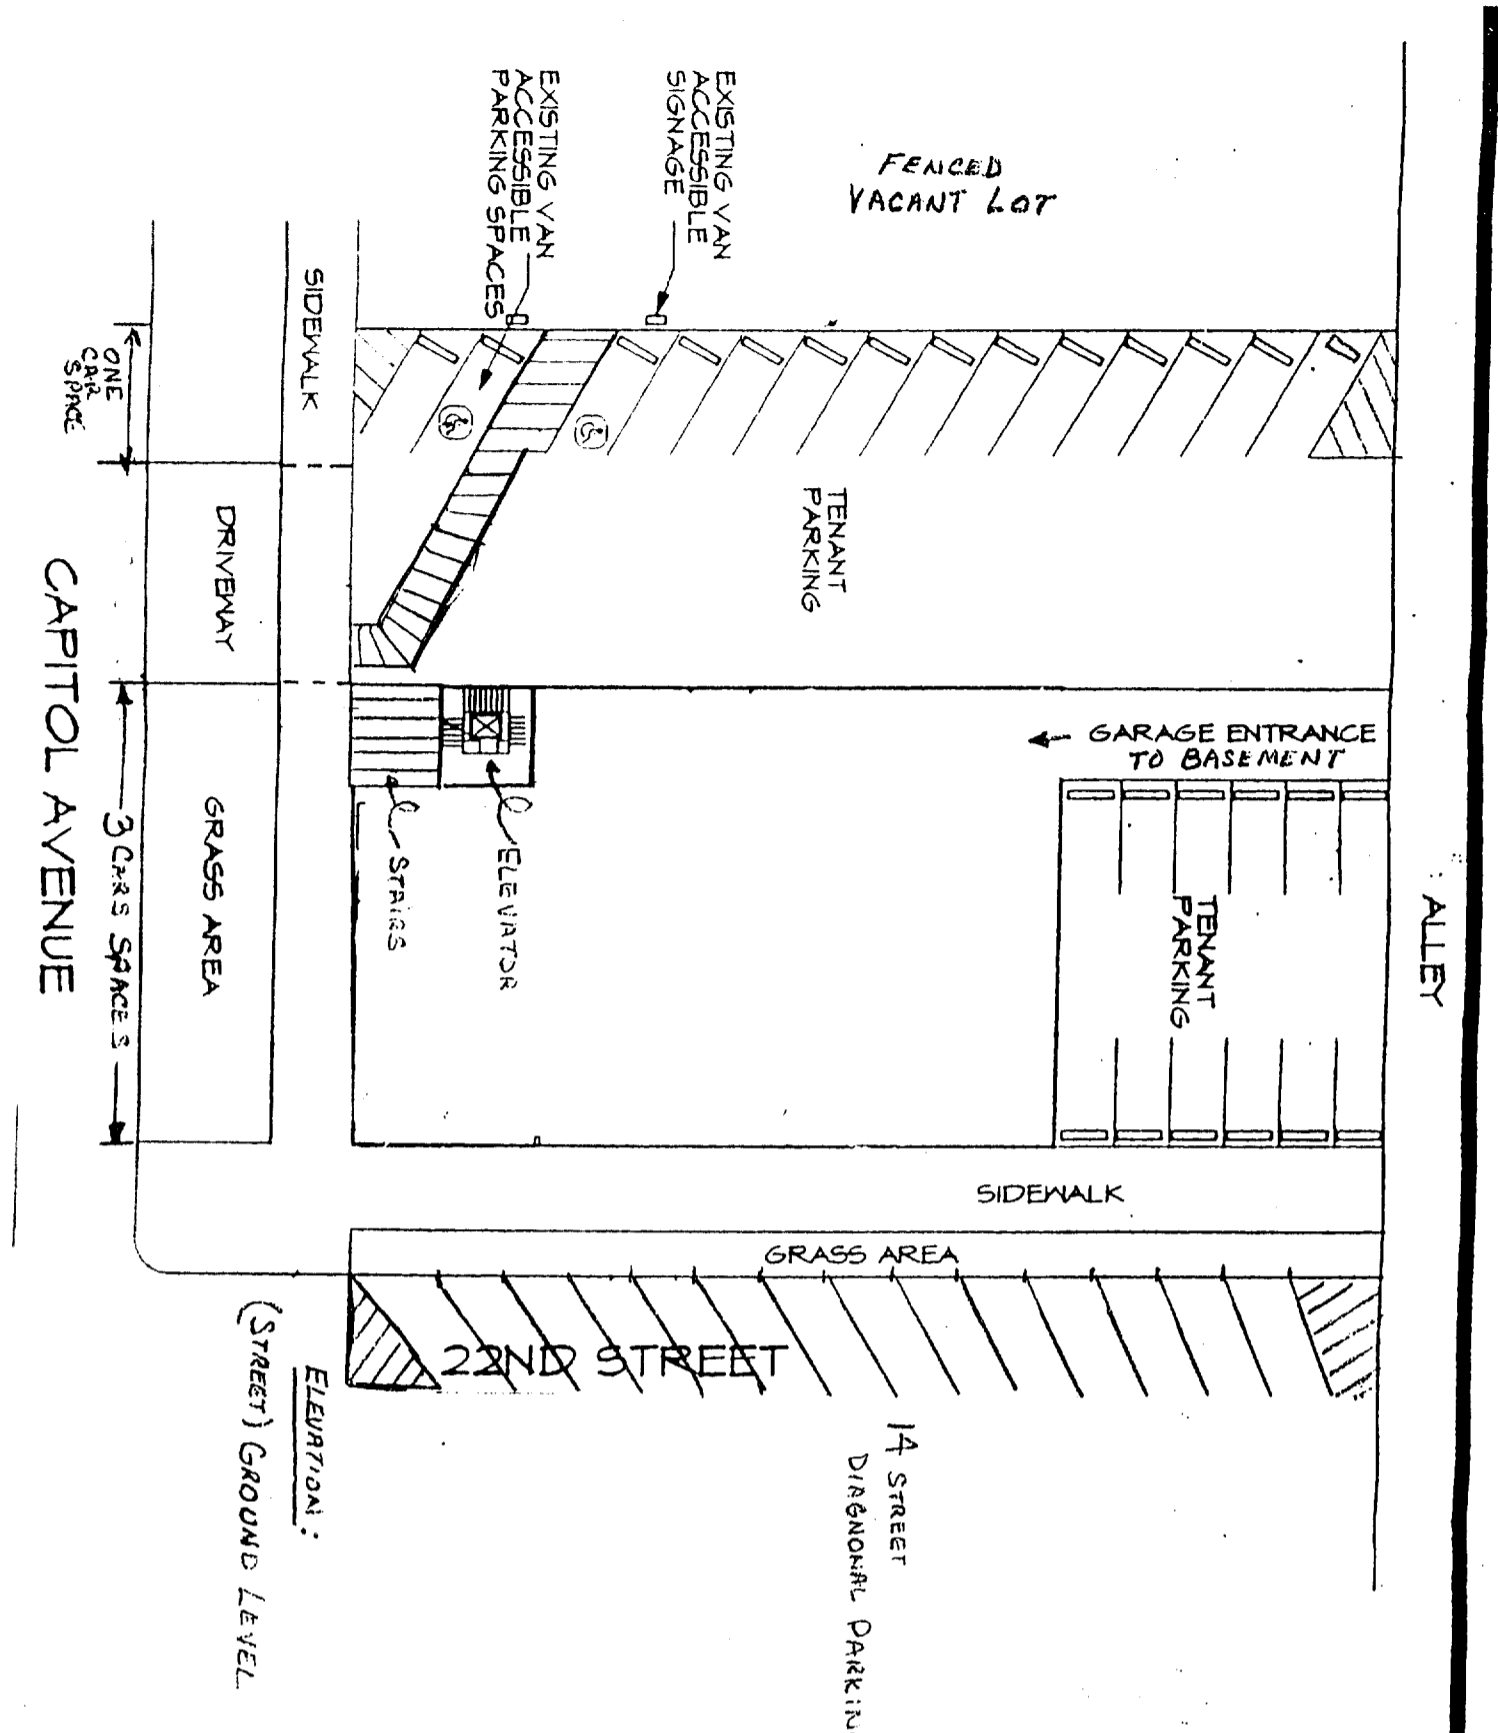 FENCED
VACANT LOT
EXISTING VAN
ACCESSIBLE
SIGNAGE
EXISTING VAN
ACCESSIBLE
PARKING SPACES
SIDEWALK
ONE
CAR
SPACE
DRIVEWAY
TENANT
PARKING
CAPITOL AVENUE
GARAGE ENTRANCE
TO BASEMENT
GRASS AREA
3 CARS SPACES
STAIRS
ELEVATOR
TENANT
PARKING
ALLEY
SIDEWALK
GRASS AREA
22ND STREET
14 STREET
DIAGNONAL PARKIN
ELEVATION:
(STREET) GROUND LEVEL